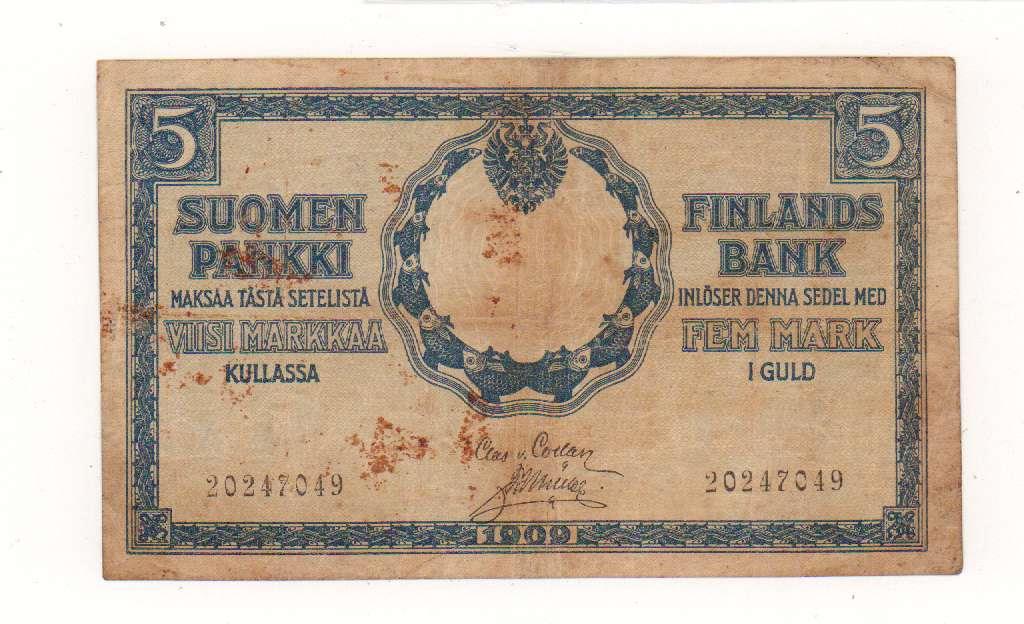 5
5
SUOMEN
PANKKI
MAKSAA TÄSTÄ SETELISTÄ
VIISI MARKKAA
KULLASSA
FINLANDS
BANK
INLÖSER DENNA SEDEL MED
FEM MARK
I GULD
Clas v. Collan
20247049
20247049
1909